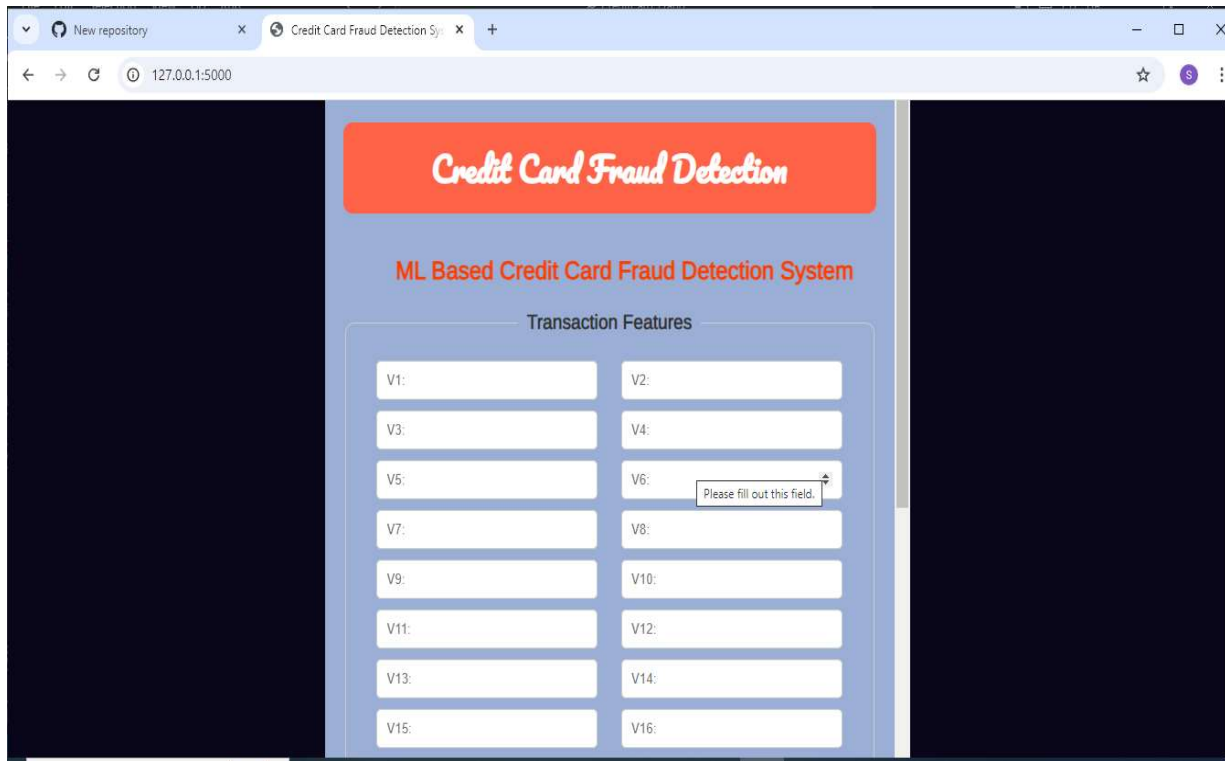 New repository
Credit Card Fraud Detection Sy
127.0.0.1:5000
S
Credit Card Fraud Detection
ML Based Credit Card Fraud Detection System
Transaction Features
V1: V2:
V3: V4:
V5: V6:
Please fill out this field.
V7: V8:
V9: V10:
V11: V12:
V13: V14:
V15: V16: